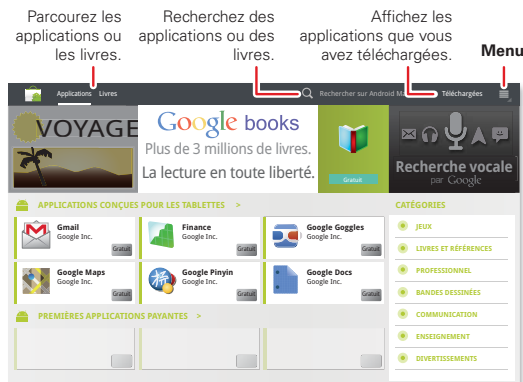 Parcourez les
applications ou
les livres.
Recherchez des
applications ou des
livres.
Affichez les
applications que vous
avez téléchargées.
Menu
Applications Livres
Rechercher sur Android Ma
Téléchargées
VOYAGE
Google books
Plus de 3 millions de livres.
La lecture en toute liberté.
Gratuit
Recherche vocale
par Google
APPLICATIONS CONÇUES POUR LES TABLETTES >
Gmail
Google Inc.
Gratuit
Finance
Google Inc.
Gratuit
Google Goggles
Google Inc.
Gratuit
Google Maps
Google Inc.
Gratuit
Google Pinyin
Google Inc.
Gratuit
Google Docs
Google Inc.
Gratuit
PREMIÈRES APPLICATIONS PAYANTES >
CATÉGORIES
JEUX
LIVRES ET RÉFÉRENCES
PROFESSIONNEL
BANDES DESSINÉES
COMMUNICATION
ENSEIGNEMENT
DIVERTISSEMENTS